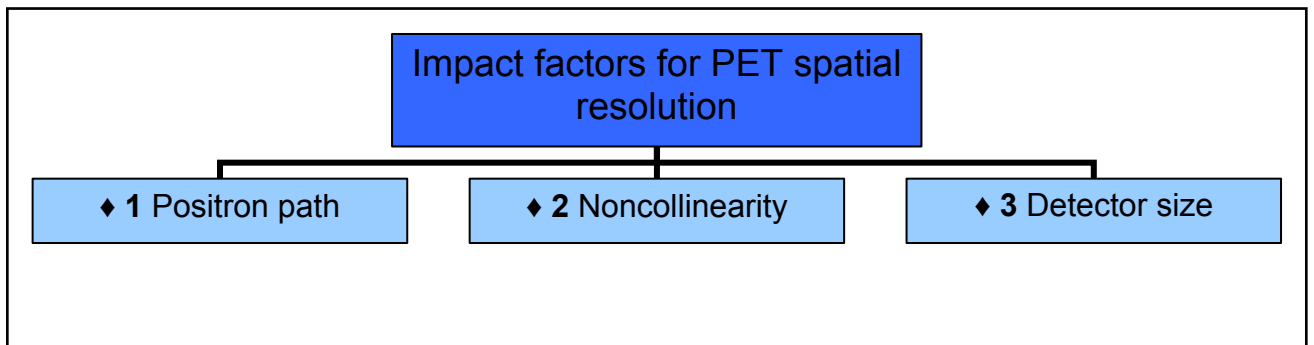 Impact factors for PET spatial
resolution
♦ 1 Positron path
♦ 2 Noncollinearity
♦ 3 Detector size